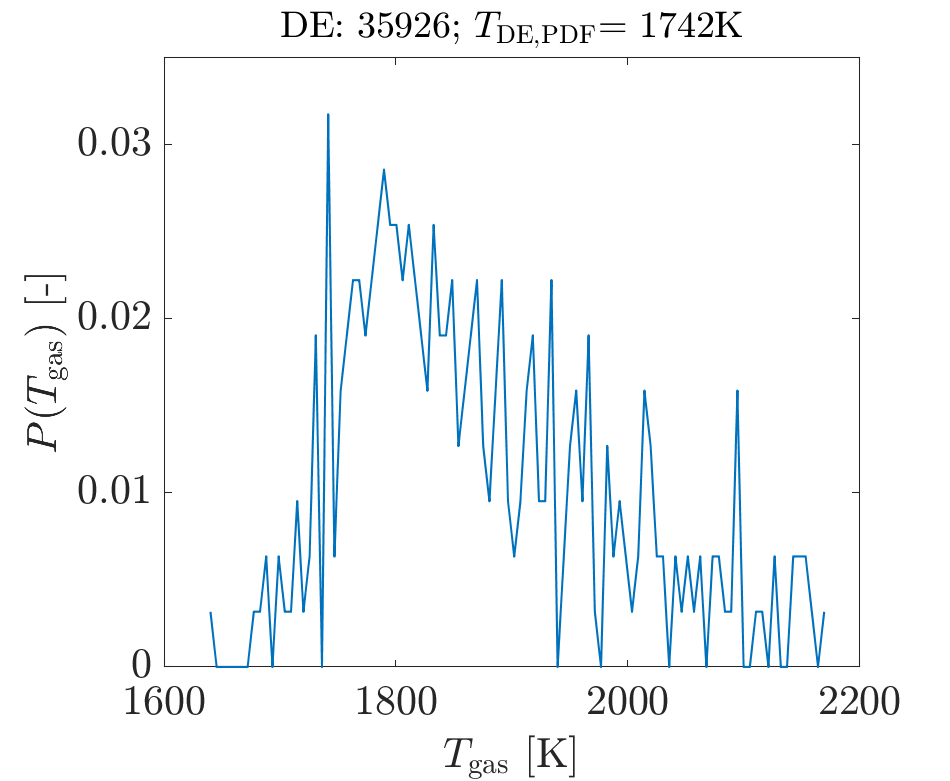 DE: 35926; T_DE,PDF= 1742K
0.03
0.02
0.01
0
P(T_gas) [-]
1600 1800 2000 2200
T_gas [K]